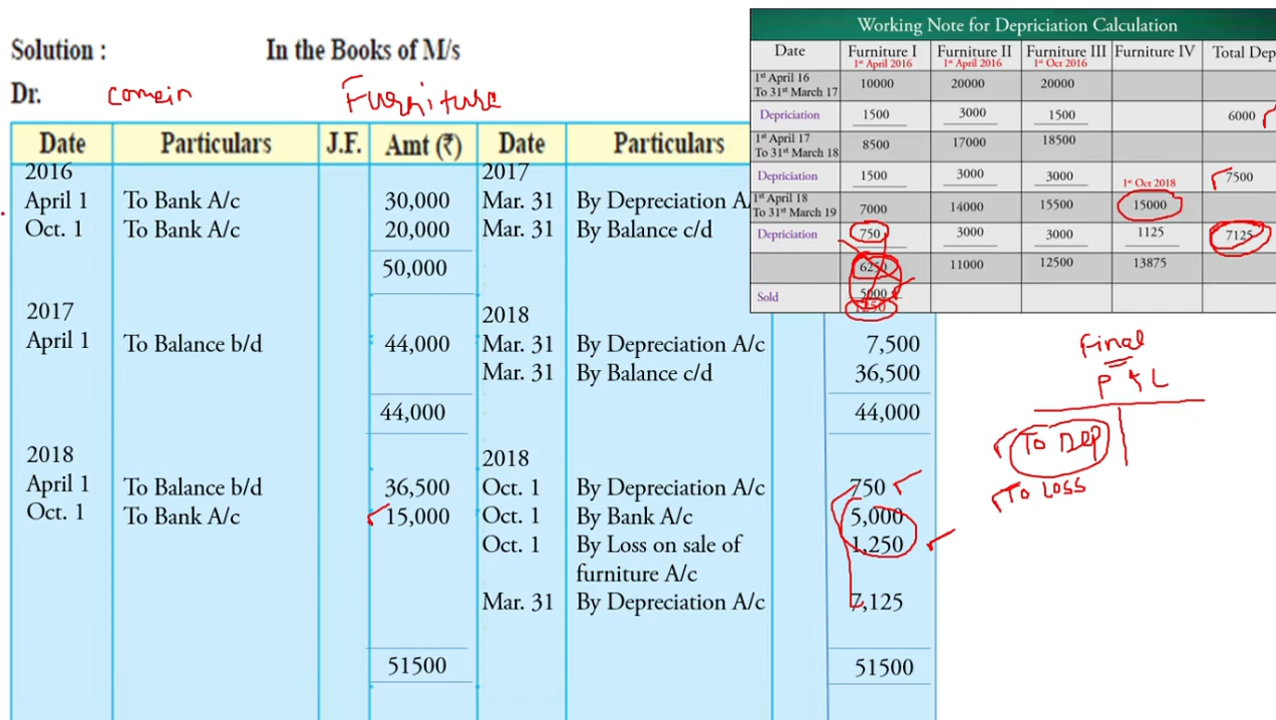 Solution : In the Books of M/s
Dr. Furniture
Date Particulars J.F. Amt (₹) Date Particulars
2016 2017
April 1 To Bank A/c 30,000 Mar. 31 By Depreciation A
Oct. 1 To Bank A/c 20,000 Mar. 31 By Balance c/d
50,000
2017 2018
April 1 To Balance b/d 44,000 Mar. 31 By Depreciation A/c 7,500
Mar. 31 By Balance c/d 36,500
44,000 44,000
2018 2018
April 1 To Balance b/d 36,500 Oct. 1 By Depreciation A/c 750
Oct. 1 To Bank A/c 15,000 Oct. 1 By Bank A/c 5,000
Oct. 1 By Loss on sale of 1,250
furniture A/c
Mar. 31 By Depreciation A/c 7,125
51500 51500
Working Note for Depriciation Calculation
Date Furniture I Furniture II Furniture III Furniture IV Total Dep
1st April 2016 1st April 2016 1st Oct 2016
1st April 16 10000 20000 20000
To 31st March 17
Depriciation 1500 3000 1500 6000
1st April 17 8500 17000 18500
To 31st March 18
Depriciation 1500 3000 3000 7500
1st Oct 2018
1st April 18 7000 14000 15500 15000
To 31st March 19
Depriciation 750 3000 3000 1125 7125
6250 11000 12500 13875
Sold 5000
1250
Final
P & L
To Dep
To Loss